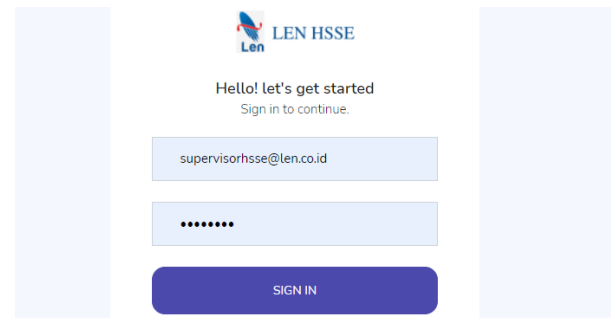 Len
LEN HSSE
Hello! let's get started
Sign in to continue.
supervisorhsse@len.co.id
••••••••
SIGN IN